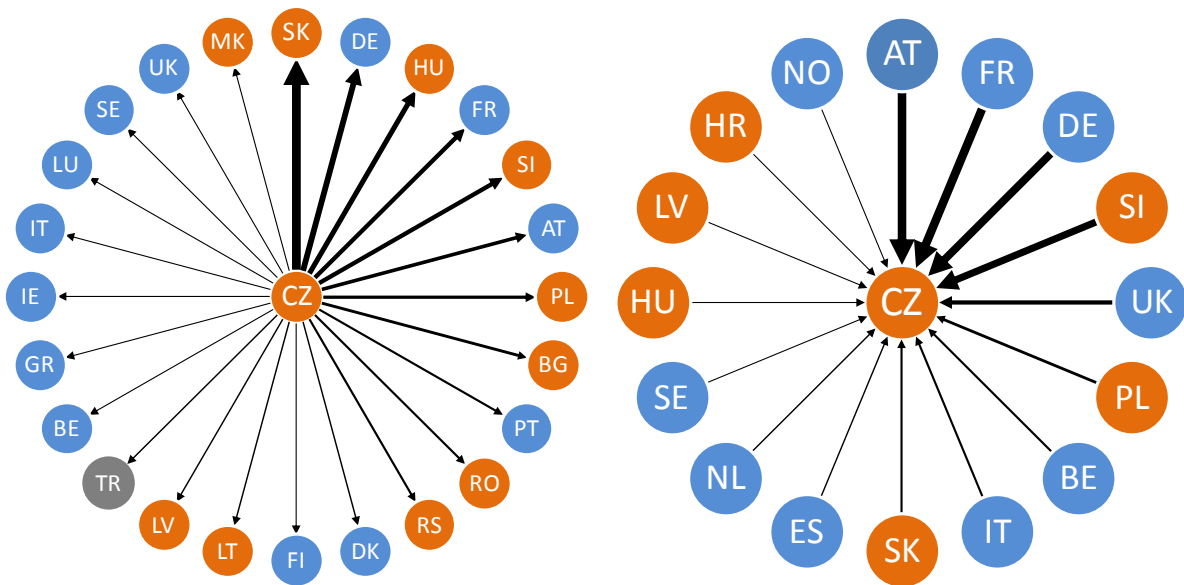 SK
DE
HU
FR
SI
AT
PL
BG
PT
RO
RS
DK
FI
LT
LV
TR
BE
GR
IE
IT
LU
SE
UK
MK
CZ
AT
FR
DE
SI
UK
PL
BE
IT
SK
ES
NL
SE
HU
LV
HR
NO
CZ